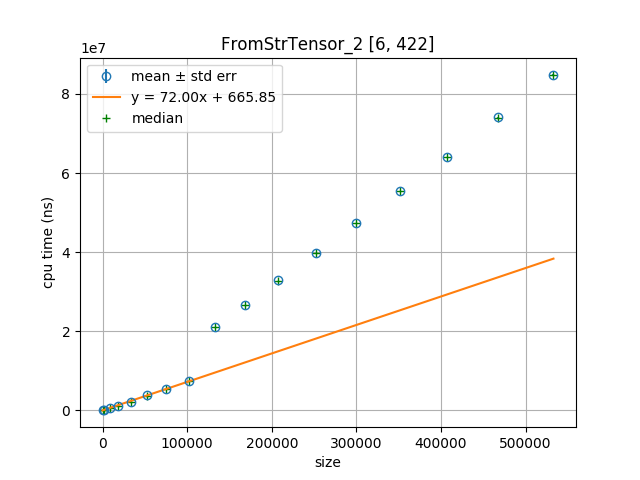 FromStrTensor_2 [6, 422]
1e7
mean ± std err
y = 72.00x + 665.85
median
8
6
4
2
0
cpu time (ns)
0 100000 200000 300000 400000 500000
size